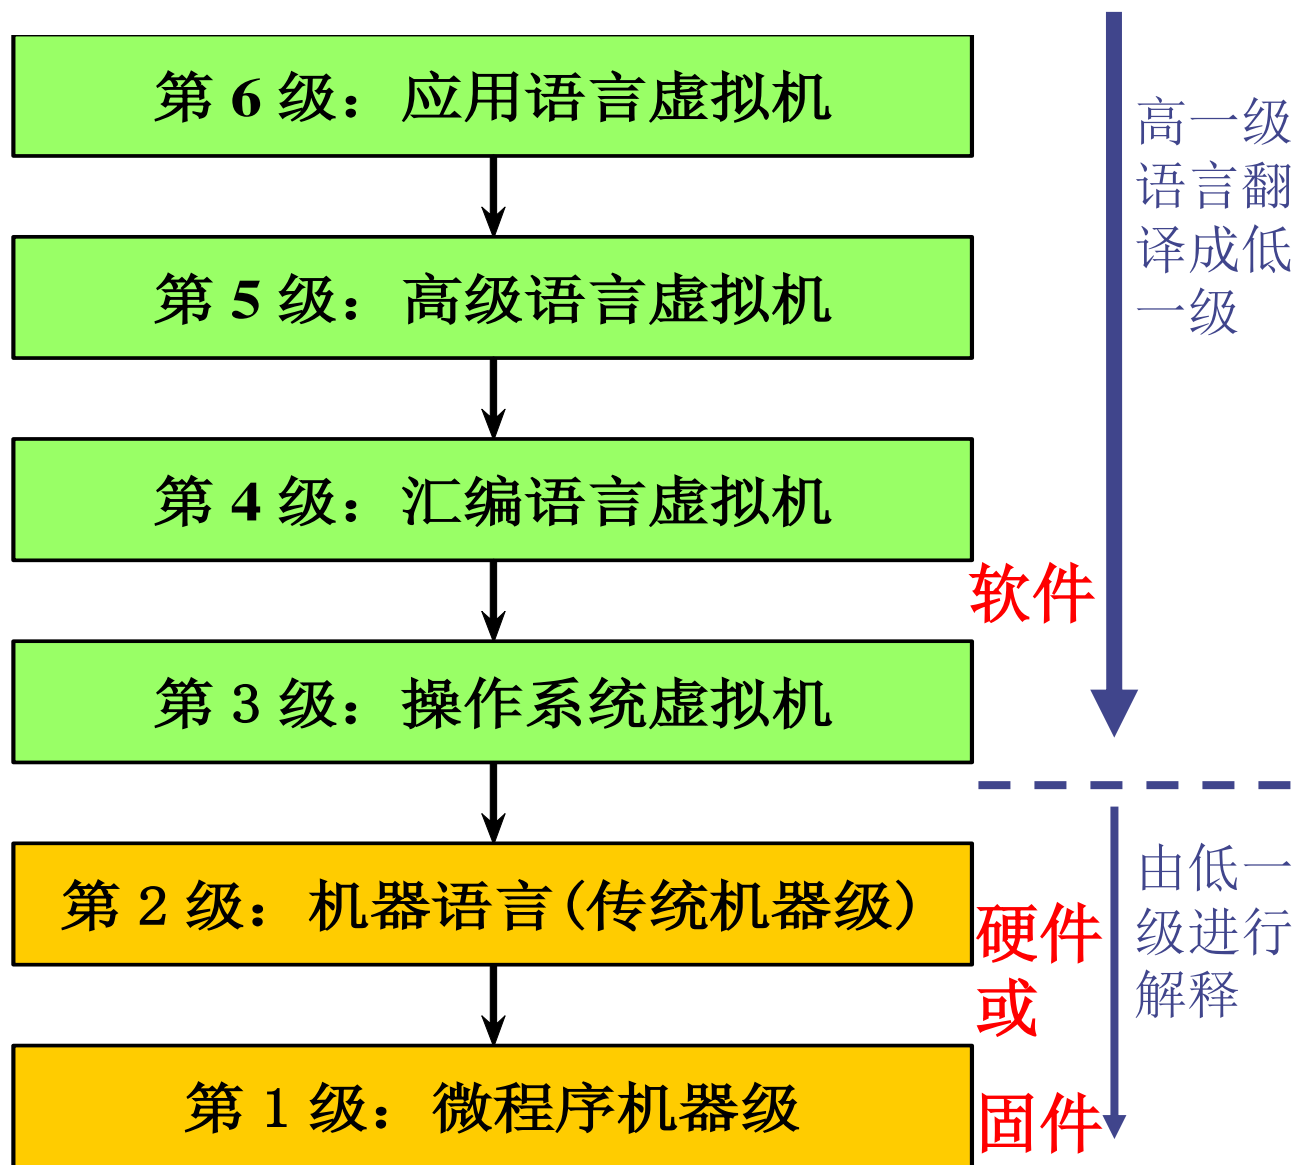 第 6 级：应用语言虚拟机
第 5 级：高级语言虚拟机
第 4 级：汇编语言虚拟机
第 3 级：操作系统虚拟机
第 2 级：机器语言(传统机器级)
第 1 级：微程序机器级
高一级
语言翻
译成低
一级
软件
由低一
级进行
解释
硬件
或
固件